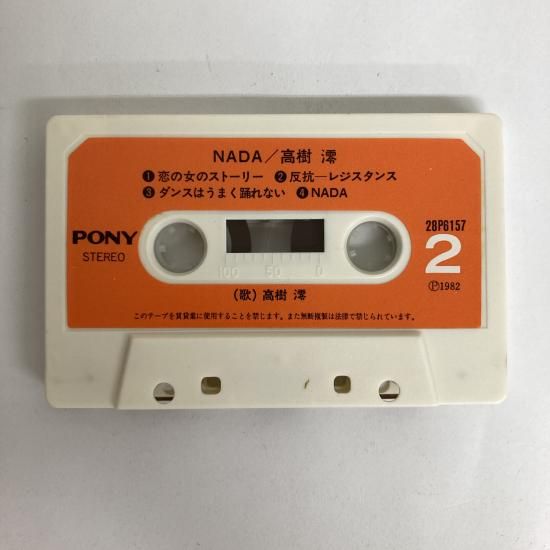 NADA／高樹 澪
❶恋の女のストーリー ❷反抗―レジスタンス
❸ダンスはうまく踊れない ❹NADA
PONY
STEREO
28P6157
2
Ⓟ1982
100 50 0
(歌)高樹 澪
このテープを賃貸業に使用することを禁じます。また無断複製は法律で禁じられています。